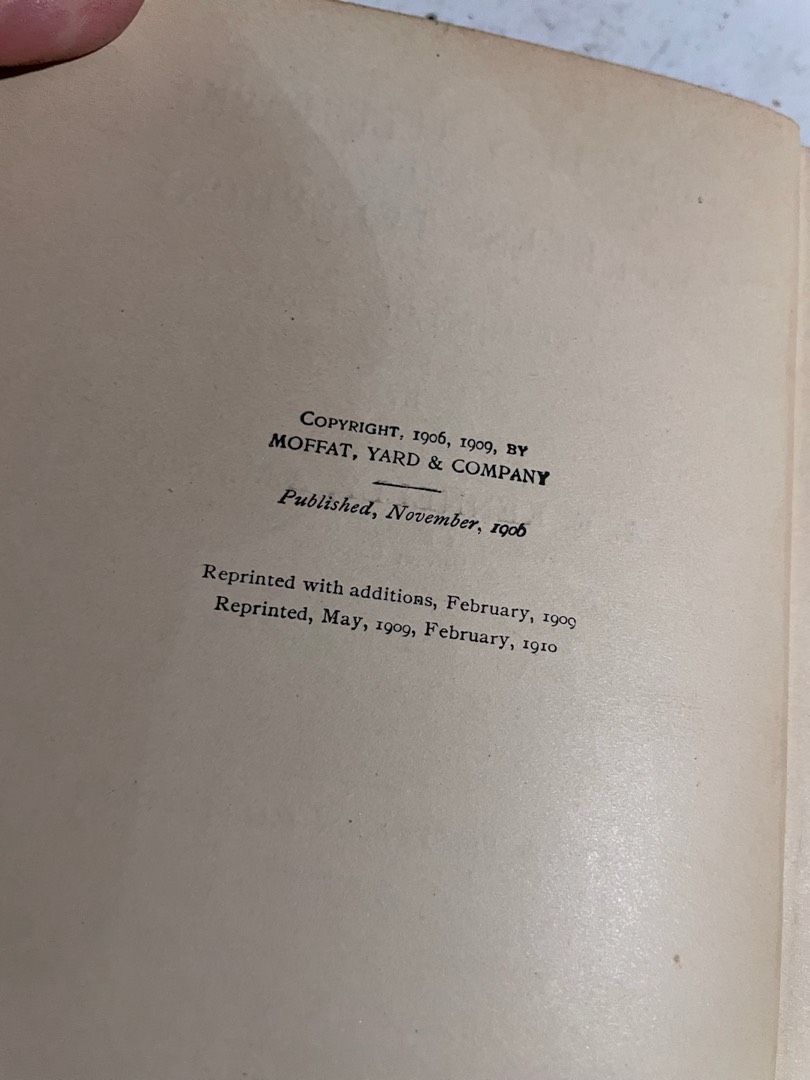 COPYRIGHT, 1906, 1909, BY
MOFFAT, YARD & COMPANY
Published, November, 1906
Reprinted with additions, February, 1909
Reprinted, May, 1909, February, 1910